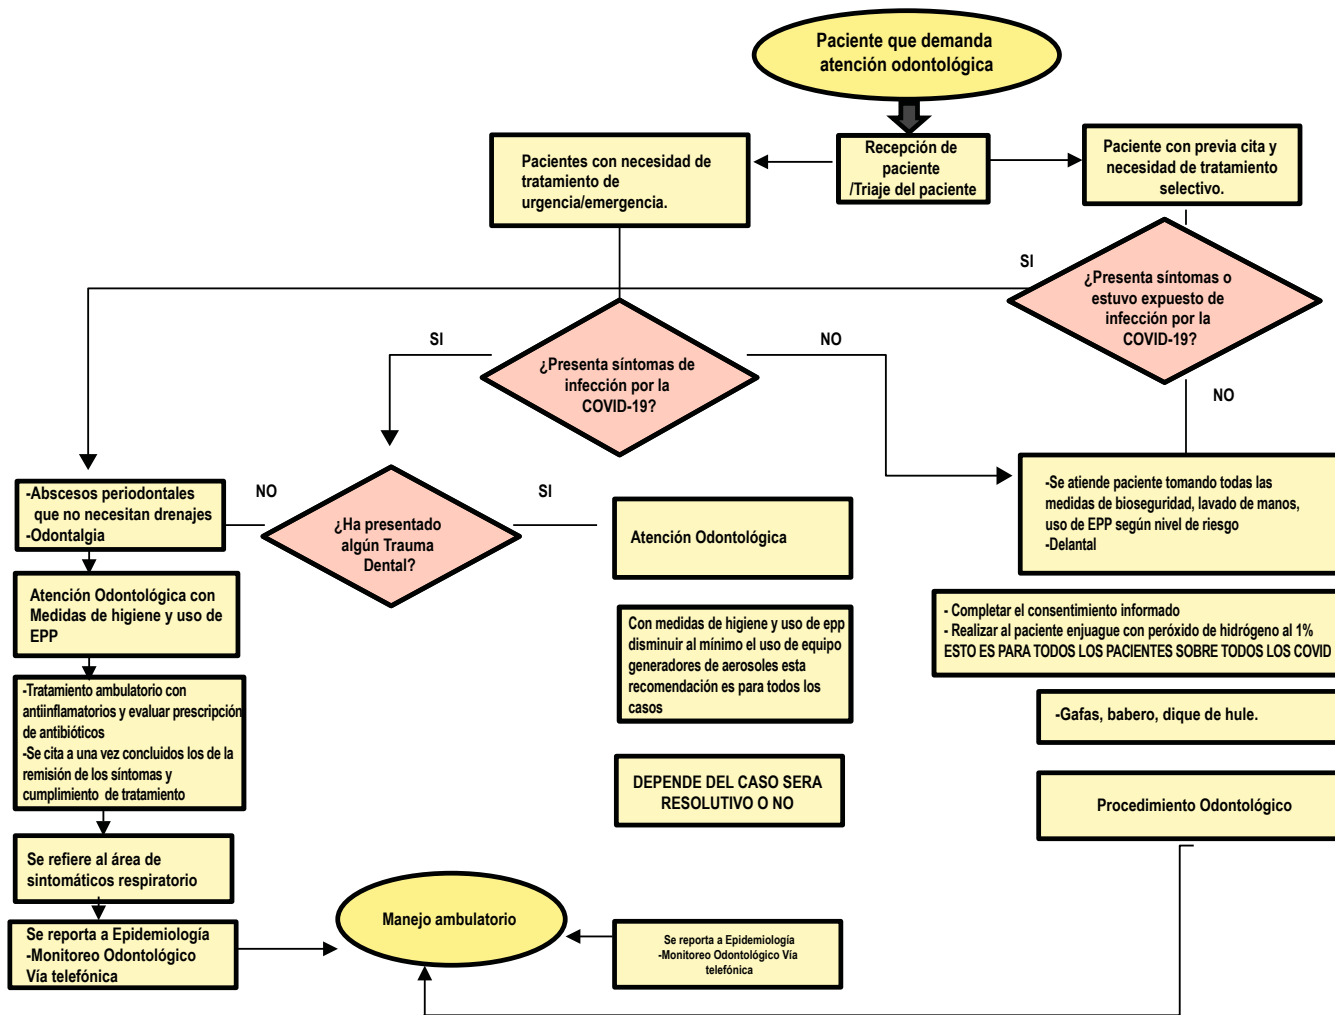 Paciente que demanda
atención odontológica
Pacientes con necesidad de
tratamiento de
urgencia/emergencia.
Recepción de
paciente
/Triaje del paciente
Paciente con previa cita y
necesidad de tratamiento
selectivo.
SI
¿Presenta síntomas o
estuvo expuesto de
infección por la
COVID-19?
NO
SI
¿Presenta síntomas de
infección por la
COVID-19?
NO
-Abscesos periodontales
que no necesitan drenajes
-Odontalgia
NO
¿Ha presentado
algún Trauma
Dental?
SI
Atención Odontológica
-Se atiende paciente tomando todas las
medidas de bioseguridad, lavado de manos,
uso de EPP según nivel de riesgo
-Delantal
Atención Odontológica con
Medidas de higiene y uso de
EPP
Con medidas de higiene y uso de epp
disminuir al mínimo el uso de equipo
generadores de aerosoles esta
recomendación es para todos los
casos
- Completar el consentimiento informado
- Realizar al paciente enjuague con peróxido de hidrógeno al 1%
ESTO ES PARA TODOS LOS PACIENTES SOBRE TODOS LOS COVID
-Tratamiento ambulatorio con
antiinflamatorios y evaluar prescripción
de antibióticos
-Se cita a una vez concluidos los de la
remisión de los síntomas y
cumplimiento de tratamiento
-Gafas, babero, dique de hule.
DEPENDE DEL CASO SERA
RESOLUTIVO O NO
Procedimiento Odontológico
Se refiere al área de
sintomáticos respiratorio
Manejo ambulatorio
Se reporta a Epidemiología
-Monitoreo Odontológico
Vía telefónica
Se reporta a Epidemiología
-Monitoreo Odontológico Vía
telefónica